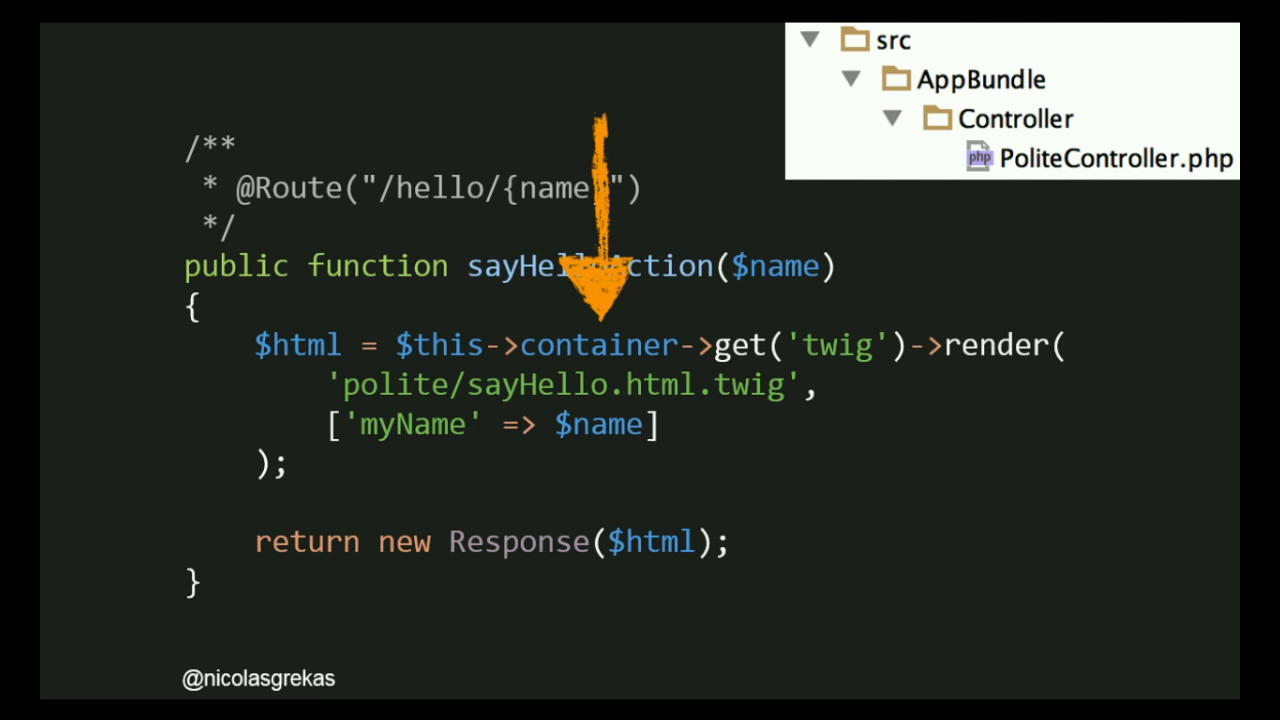 src
AppBundle
Controller
php PoliteController.php
/**
* @Route("/hello/{name}")
*/
public function sayHelloAction($name)
{
$html = $this->container->get('twig')->render(
'polite/sayHello.html.twig',
['myName' => $name]
);
return new Response($html);
}
@nicolasgrekas